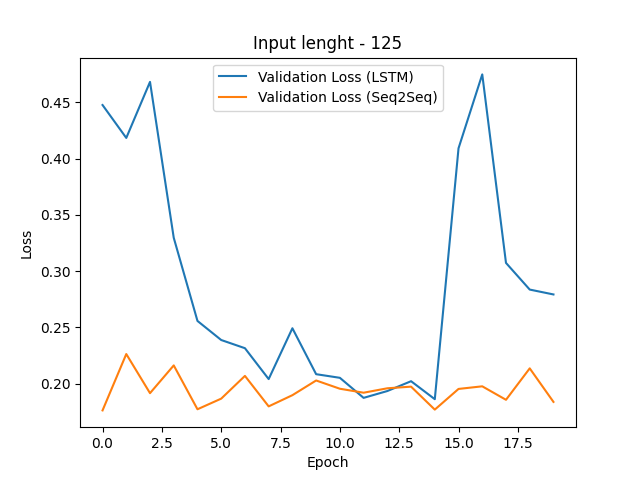 Input lenght - 125
Validation Loss (LSTM)
Validation Loss (Seq2Seq)
0.45
0.40
0.35
0.30
0.25
0.20
Loss
0.0 2.5 5.0 7.5 10.0 12.5 15.0 17.5
Epoch